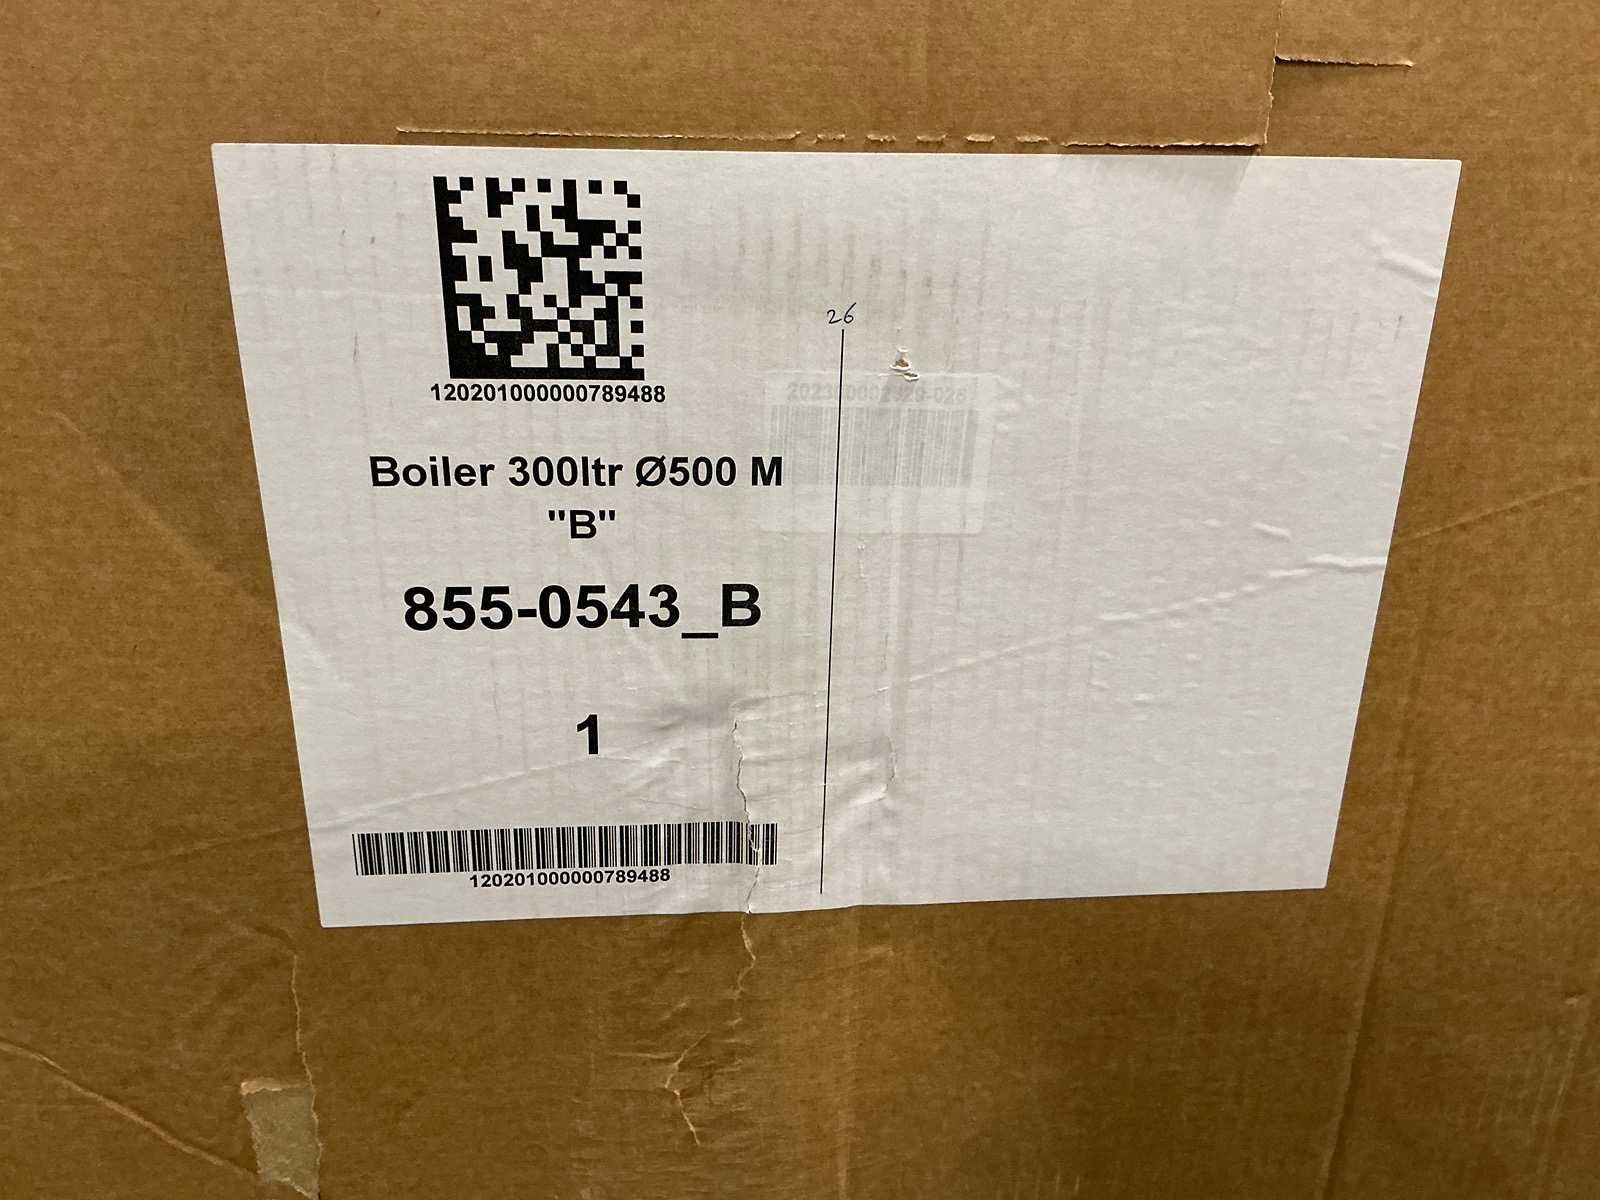 120201000000789488
26
Boiler 300ltr Ø500 M
"B"
855-0543_B
1
120201000000789488